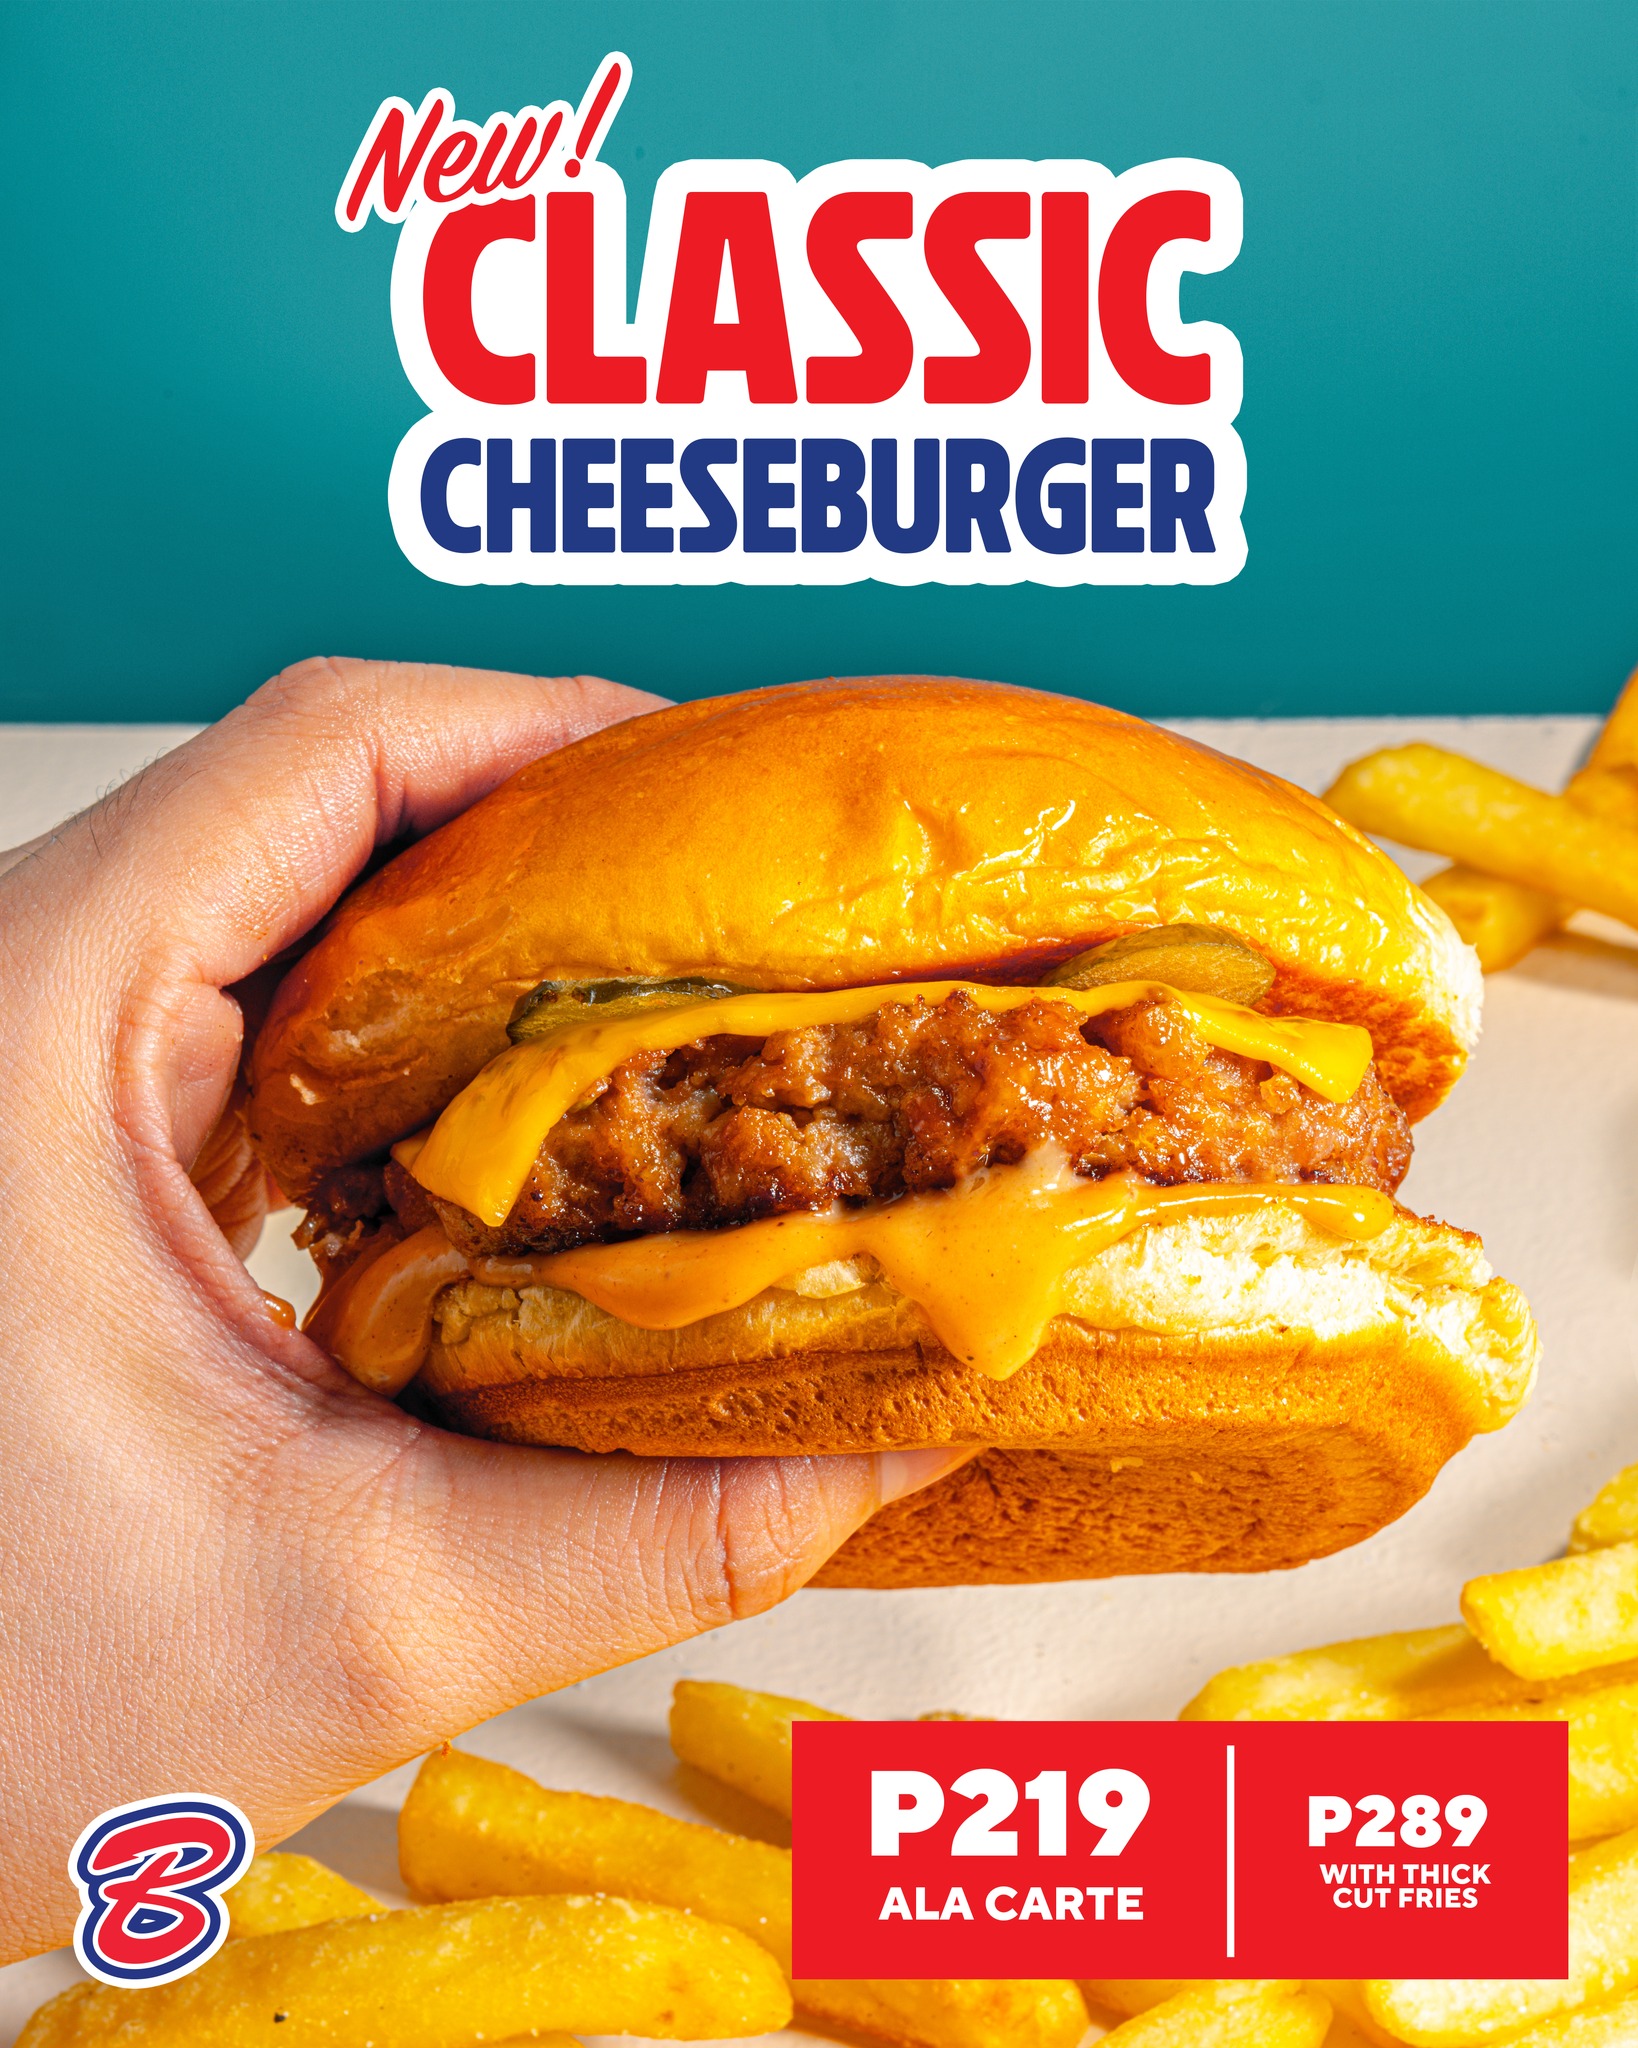 New!
CLASSIC
CHEESEBURGER
P219
ALA CARTE
P289
WITH THICK
CUT FRIES
B